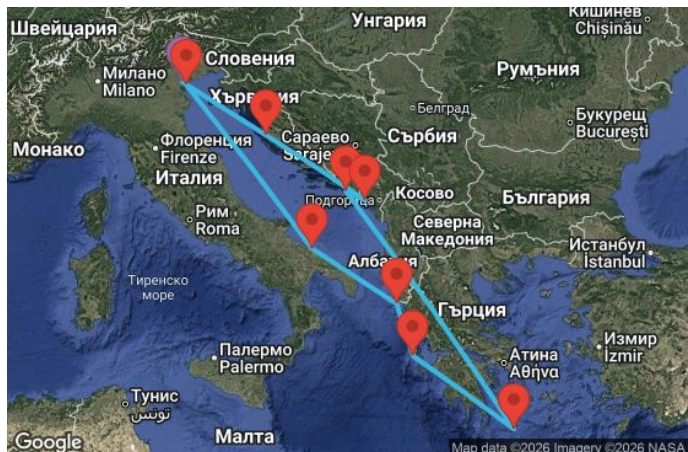 Швейцария
Унгария
Кишинев
Chișinău
Словения
Милано
Milano
Румъния
Хърватия
Белград
Букурещ
București
Монако
Флоренция
Firenze
Сараево
Sarajevo
Сърбия
Италия
Подгорица
Косово
България
Рим
Roma
Северна
Македония
Истанбул
İstanbul
Албания
Тиренско
море
Гърция
Палермо
Palermo
Атина
Αθήνα
Измир
İzmir
Тунис
تونس
Малта
Google
Map data ©2026 Imagery ©2026 NASA